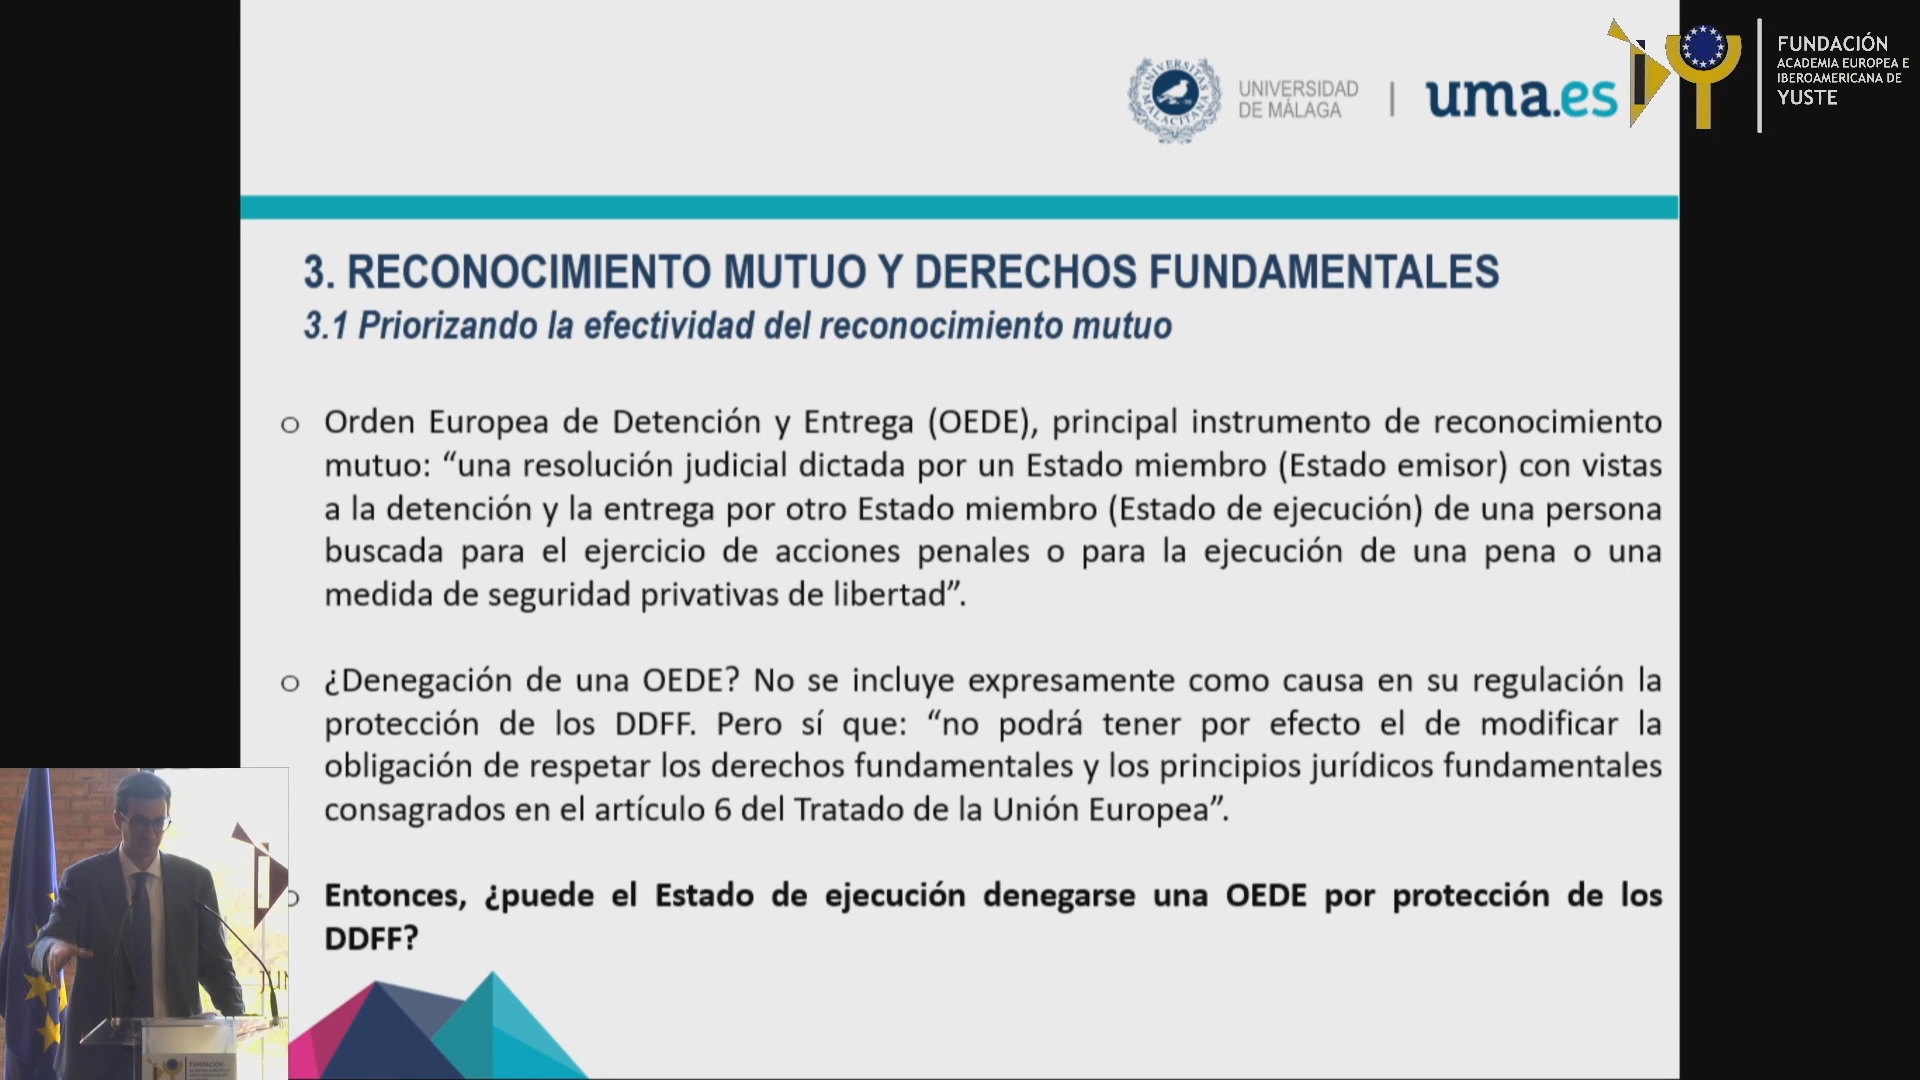 FUNDACIÓN
ACADEMIA EUROPEA E
IBEROAMERICANA DE
YUSTE
UNIVERSITAS MALACITANA
UNIVERSIDAD
DE MÁLAGA
uma.es
3. RECONOCIMIENTO MUTUO Y DERECHOS FUNDAMENTALES
3.1 Priorizando la efectividad del reconocimiento mutuo
o Orden Europea de Detención y Entrega (OEDE), principal instrumento de reconocimiento
mutuo: “una resolución judicial dictada por un Estado miembro (Estado emisor) con vistas
a la detención y la entrega por otro Estado miembro (Estado de ejecución) de una persona
buscada para el ejercicio de acciones penales o para la ejecución de una pena o una
medida de seguridad privativas de libertad”.
o ¿Denegación de una OEDE? No se incluye expresamente como causa en su regulación la
protección de los DDFF. Pero sí que: “no podrá tener por efecto el de modificar la
obligación de respetar los derechos fundamentales y los principios jurídicos fundamentales
consagrados en el artículo 6 del Tratado de la Unión Europea”.
Entonces, ¿puede el Estado de ejecución denegarse una OEDE por protección de los
DDFF?
FUNDACIÓN